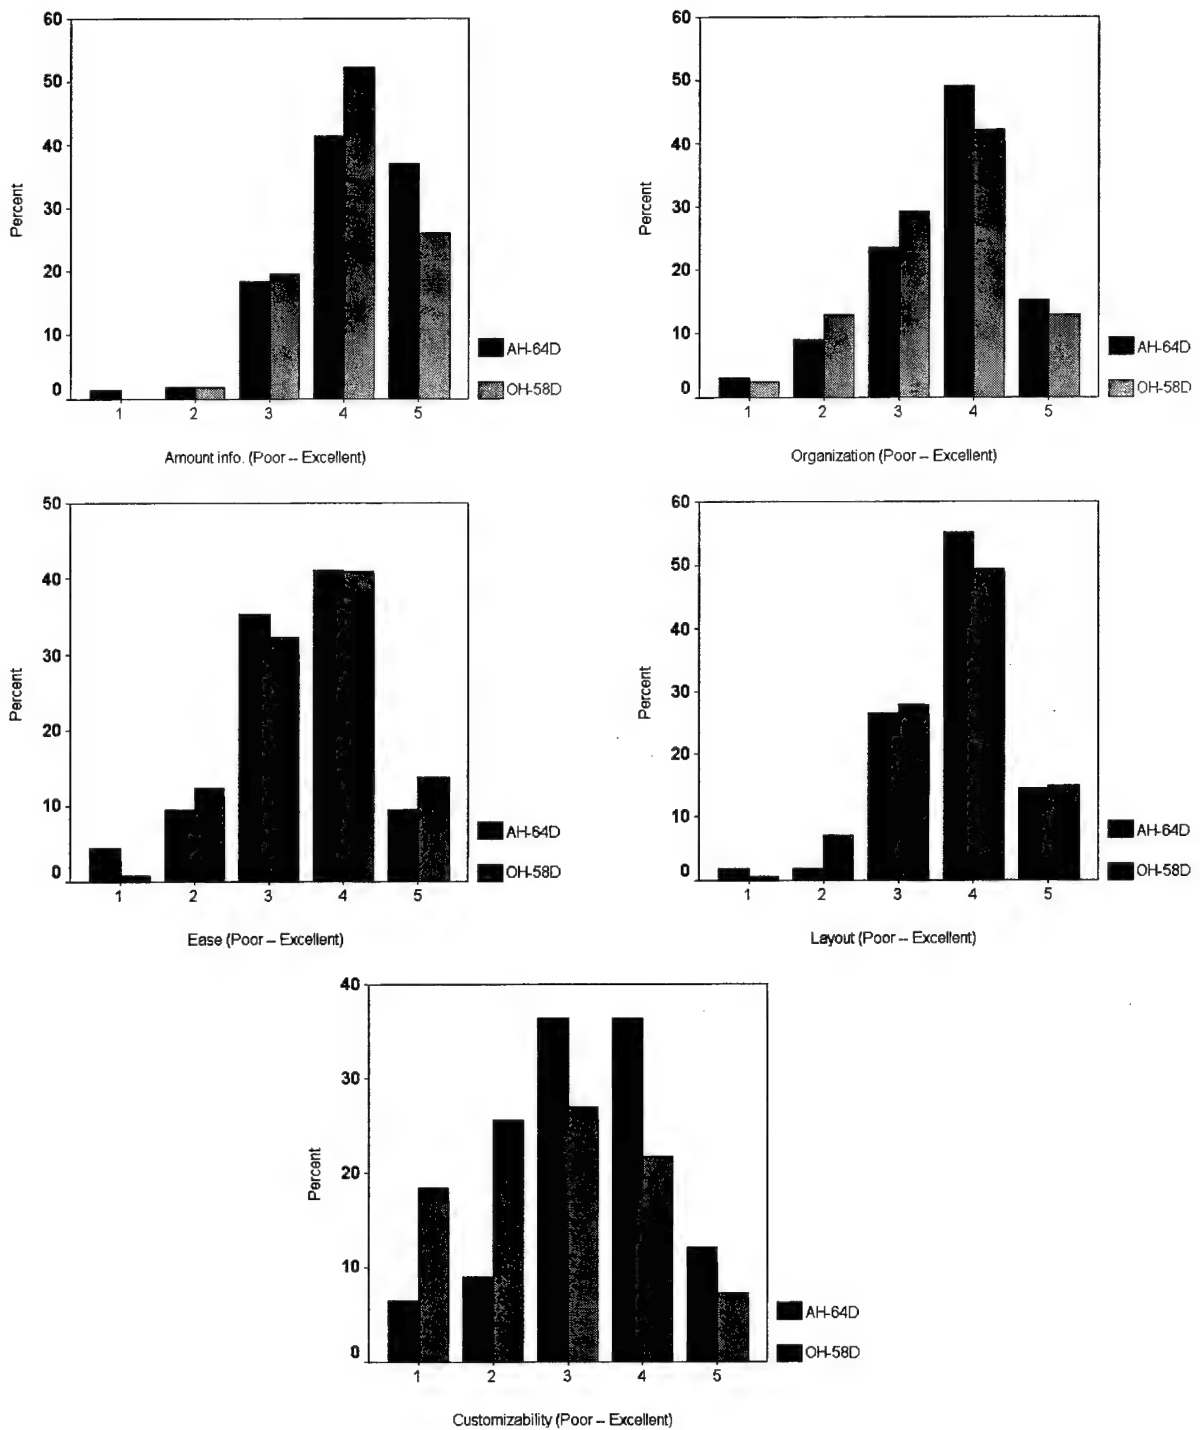 60
50
40
30
20
10
0
Percent
1 2 3 4 5
AH-64D
OH-58D
Amount info. (Poor -- Excellent)
60
50
40
30
20
10
0
Percent
1 2 3 4 5
AH-64D
OH-58D
Organization (Poor -- Excellent)
50
40
30
20
10
0
Percent
1 2 3 4 5
AH-64D
OH-58D
Ease (Poor -- Excellent)
60
50
40
30
20
10
0
Percent
1 2 3 4 5
AH-64D
OH-58D
Layout (Poor -- Excellent)
40
30
20
10
0
Percent
1 2 3 4 5
AH-64D
OH-58D
Customizability (Poor -- Excellent)